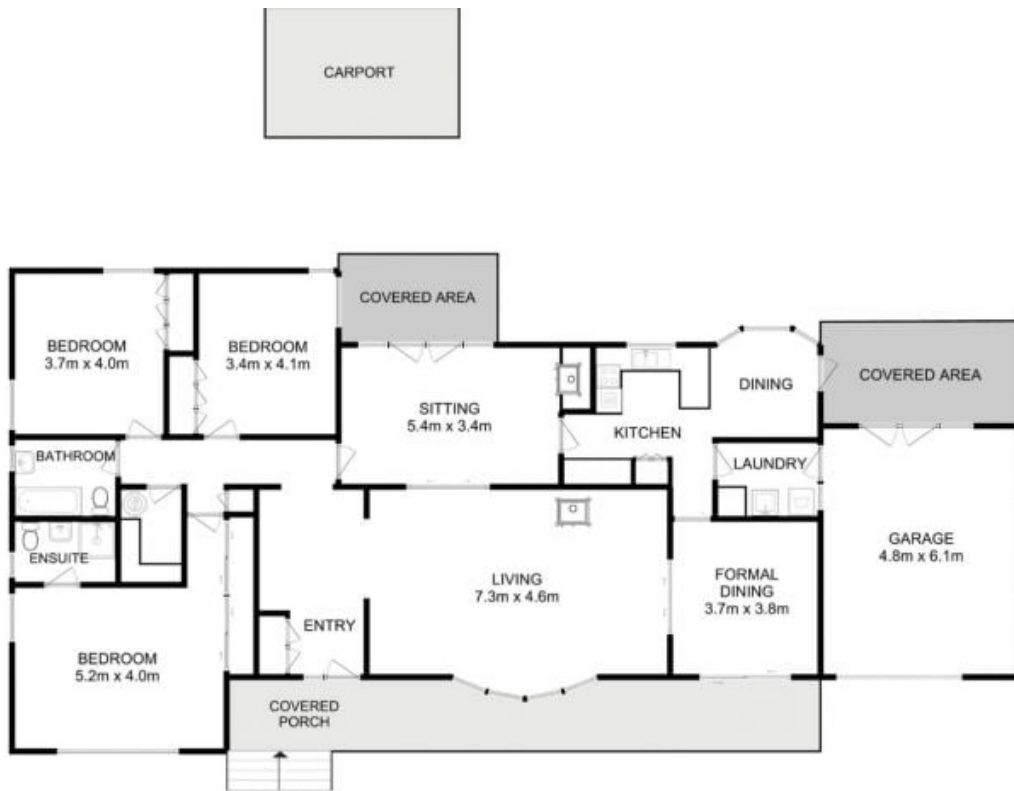 CARPORT
COVERED AREA
BEDROOM
3.7m x 4.0m
BEDROOM
3.4m x 4.1m
SITTING
5.4m x 3.4m
DINING
COVERED AREA
KITCHEN
BATHROOM
LAUNDRY
ENSUITE
GARAGE
4.8m x 6.1m
LIVING
7.3m x 4.6m
FORMAL
DINING
3.7m x 3.8m
ENTRY
BEDROOM
5.2m x 4.0m
COVERED
PORCH